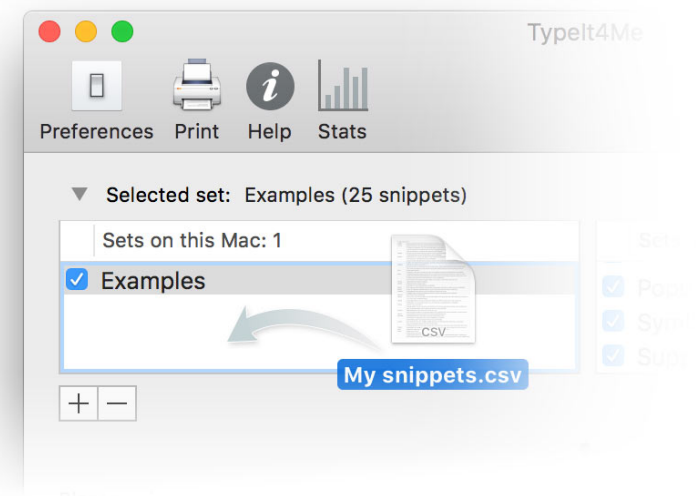 TypeIt4Me
Preferences Print Help Stats
Selected set: Examples (25 snippets)
Sets on this Mac: 1
Sets
Examples
CSV
My snippets.csv